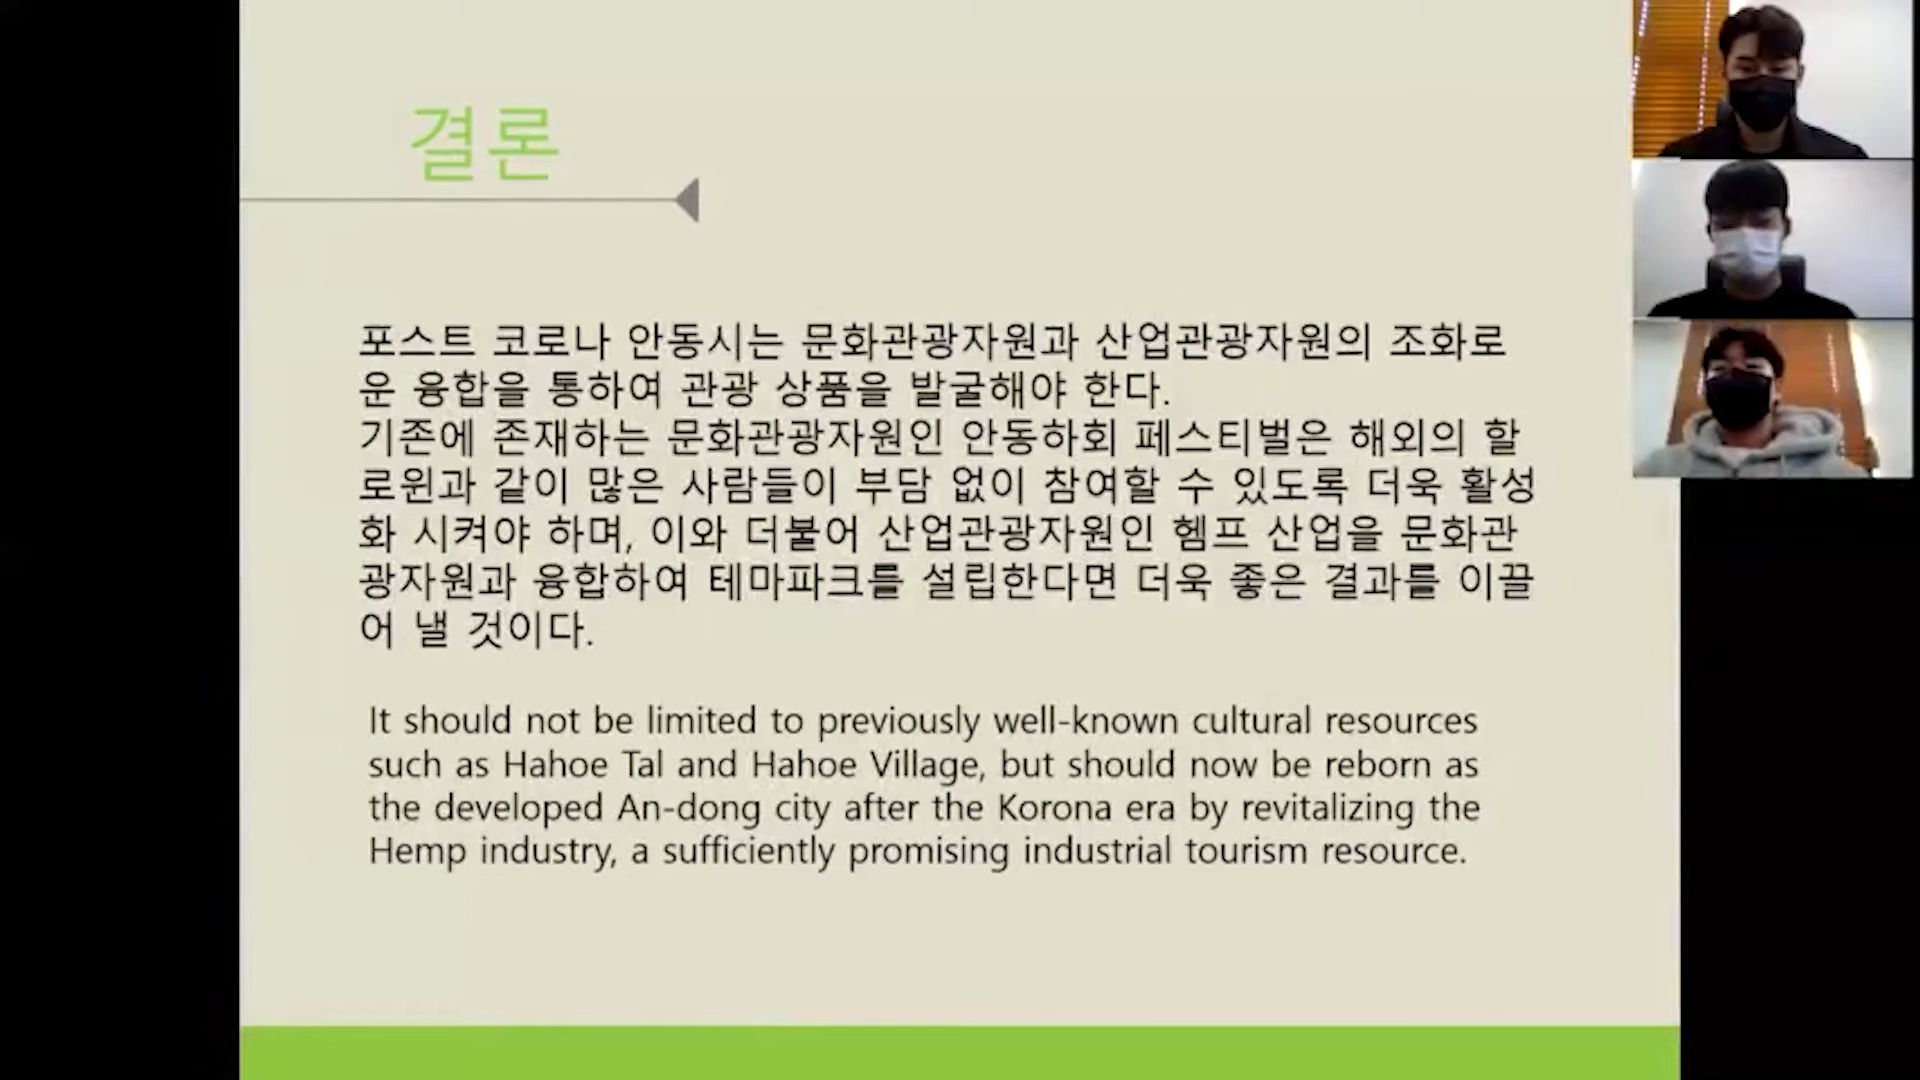 결론
포스트 코로나 안동시는 문화관광자원과 산업관광자원의 조화로
운 융합을 통하여 관광 상품을 발굴해야 한다.
기존에 존재하는 문화관광자원인 안동하회 페스티벌은 해외의 할
로윈과 같이 많은 사람들이 부담 없이 참여할 수 있도록 더욱 활성
화 시켜야 하며, 이와 더불어 산업관광자원인 헴프 산업을 문화관
광자원과 융합하여 테마파크를 설립한다면 더욱 좋은 결과를 이끌
어 낼 것이다.
It should not be limited to previously well-known cultural resources
such as Hahoe Tal and Hahoe Village, but should now be reborn as
the developed An-dong city after the Korona era by revitalizing the
Hemp industry, a sufficiently promising industrial tourism resource.